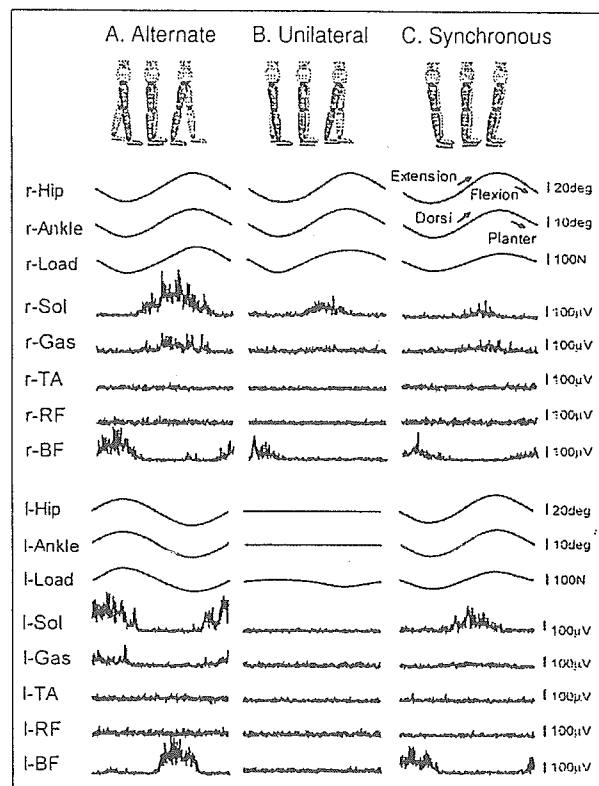 A. Alternate B. Unilateral C. Synchronous
r-Hip Extension Flexion 20deg
r-Ankle Dorsi Planter 10deg
r-Load 100N
r-Sol 100µV
r-Gas 100µV
r-TA 100µV
r-RF 100µV
r-BF 100µV
l-Hip 20deg
l-Ankle 10deg
l-Load 100N
l-Sol 100µV
l-Gas 100µV
l-TA 100µV
l-RF 100µV
l-BF 100µV